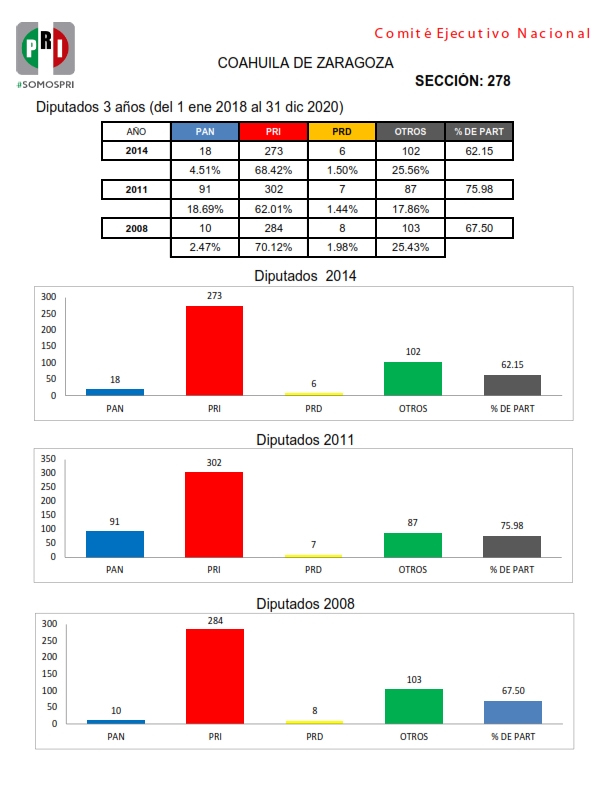 Comité Ejecutivo Nacional
PRI
#SOMOSPRI
COAHUILA DE ZARAGOZA
SECCIÓN: 278
Diputados 3 años (del 1 ene 2018 al 31 dic 2020)
AÑO PAN PRI PRD OTROS % DE PART
2014 18 273 6 102 62.15
4.51% 68.42% 1.50% 25.56%
2011 91 302 7 87 75.98
18.69% 62.01% 1.44% 17.86%
2008 10 284 8 103 67.50
2.47% 70.12% 1.98% 25.43%
Diputados 2014
300
250
200
150
100
50
0
18 273 6 102 62.15
PAN PRI PRD OTROS % DE PART
Diputados 2011
350
300
250
200
150
100
50
0
91 302 7 87 75.98
PAN PRI PRD OTROS % DE PART
Diputados 2008
300
250
200
150
100
50
0
10 284 8 103 67.50
PAN PRI PRD OTROS % DE PART